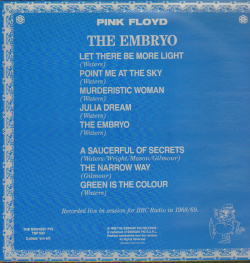 PINK FLOYD
THE EMBRYO
LET THERE BE MORE LIGHT
(Waters)
POINT ME AT THE SKY
(Waters)
MURDERISTIC WOMAN
(Waters)
JULIA DREAM
(Waters)
THE EMBRYO
(Waters)
A SAUCERFUL OF SECRETS
(Waters/Wright/Mason/Gilmour)
THE NARROW WAY
(Gilmour)
GREEN IS THE COLOUR
(Waters)
Recorded live in session for BBC Radio in 1968/69.